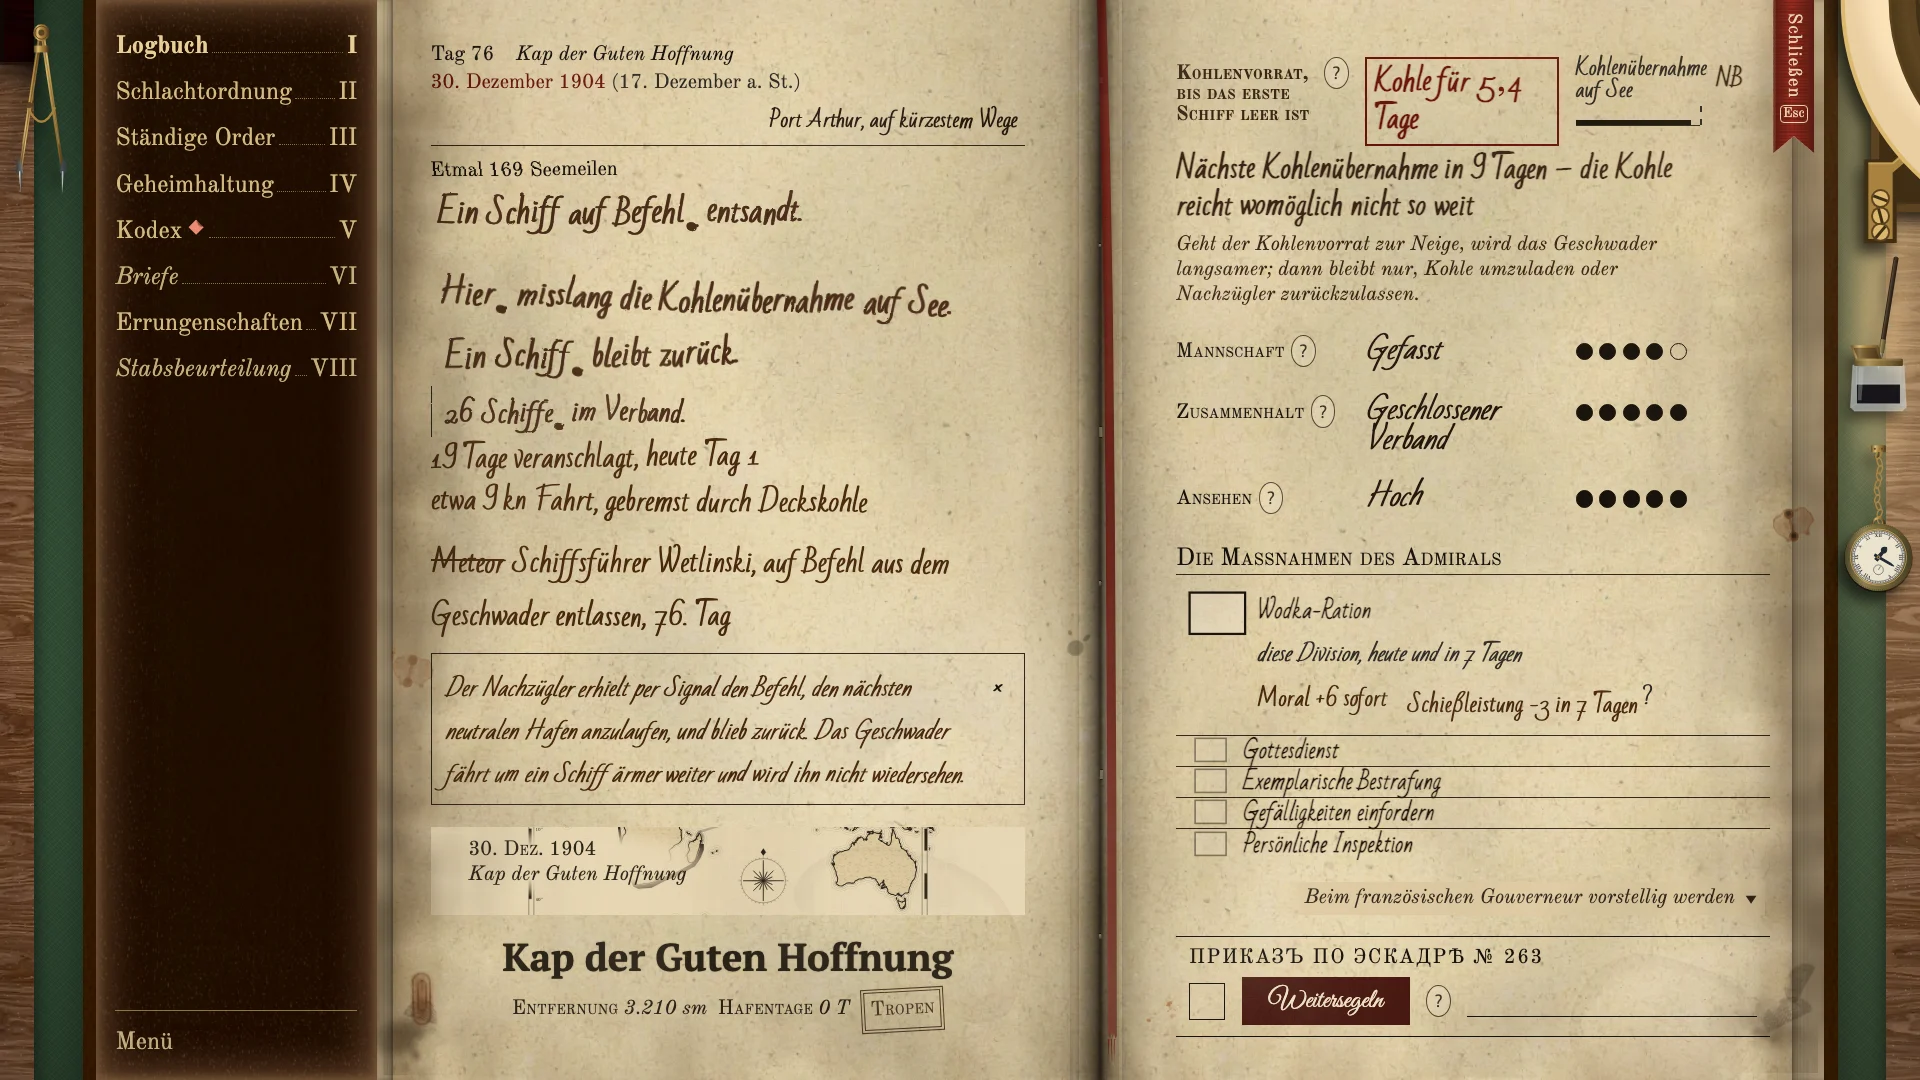 Logbuch I
Schlachtordnung II
Ständige Order III
Geheimhaltung IV
Kodex V
Briefe VI
Errungenschaften VII
Stabsbeurteilung VIII
Menü
Tag 76 Kap der Guten Hoffnung
30. Dezember 1904 (17. Dezember a. St.)
Port Arthur, auf kürzestem Wege
Etmal 169 Seemeilen
Ein Schiff auf Befehl entsandt.
Hier misslang die Kohlenübernahme auf See.
Ein Schiff bleibt zurück.
26 Schiffe im Verband.
19 Tage veranschlagt, heute Tag 1
etwa 9 kn Fahrt, gebremst durch Deckskohle
Meteor Schiffsführer Wetlinski, auf Befehl aus dem
Geschwader entlassen, 76. Tag
Der Nachzügler erhielt per Signal den Befehl, den nächsten ×
neutralen Hafen anzulaufen, und blieb zurück. Das Geschwader
fährt um ein Schiff ärmer weiter und wird ihn nicht wiedersehen.
30. Dez. 1904
Kap der Guten Hoffnung
Kap der Guten Hoffnung
Entfernung 3.210 sm Hafentage 0 T Tropen
Kohlenvorrat, bis das erste Schiff leer ist ?
Kohle für 5,4
Tage
Kohlenübernahme
auf See
NB
Nächste Kohlenübernahme in 9 Tagen – die Kohle
reicht womöglich nicht so weit
Geht der Kohlenvorrat zur Neige, wird das Geschwader
langsamer; dann bleibt nur, Kohle umzuladen oder
Nachzügler zurückzulassen.
Mannschaft ? Gefasst
Zusammenhalt ? Geschlossener
Verband
Ansehen ? Hoch
Die Massnahmen des Admirals
Wodka-Ration
diese Division, heute und in 7 Tagen
Moral +6 sofort Schießleistung -3 in 7 Tagen ?
Gottesdienst
Exemplarische Bestrafung
Gefälligkeiten einfordern
Persönliche Inspektion
Beim französischen Gouverneur vorstellig werden ▾
ПРИКАЗЪ ПО ЭСКАДРѢ № 263
Weitersegeln ?
Schließen
Esc